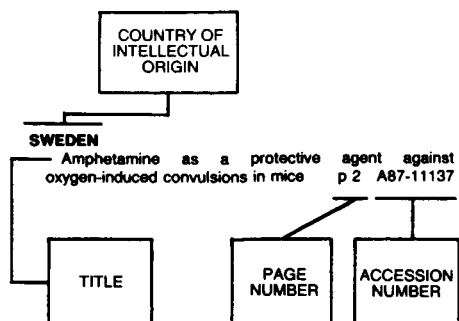 COUNTRY OF
INTELLECTUAL
ORIGIN
SWEDEN
Amphetamine as a protective agent against
oxygen-induced convulsions in mice p 2 A87-11137
TITLE
PAGE
NUMBER
ACCESSION
NUMBER